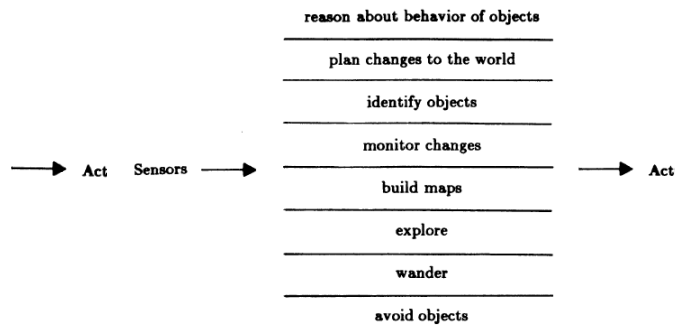 reason about behavior of objects
plan changes to the world
identify objects
monitor changes
Act Sensors build maps Act
explore
wander
avoid objects